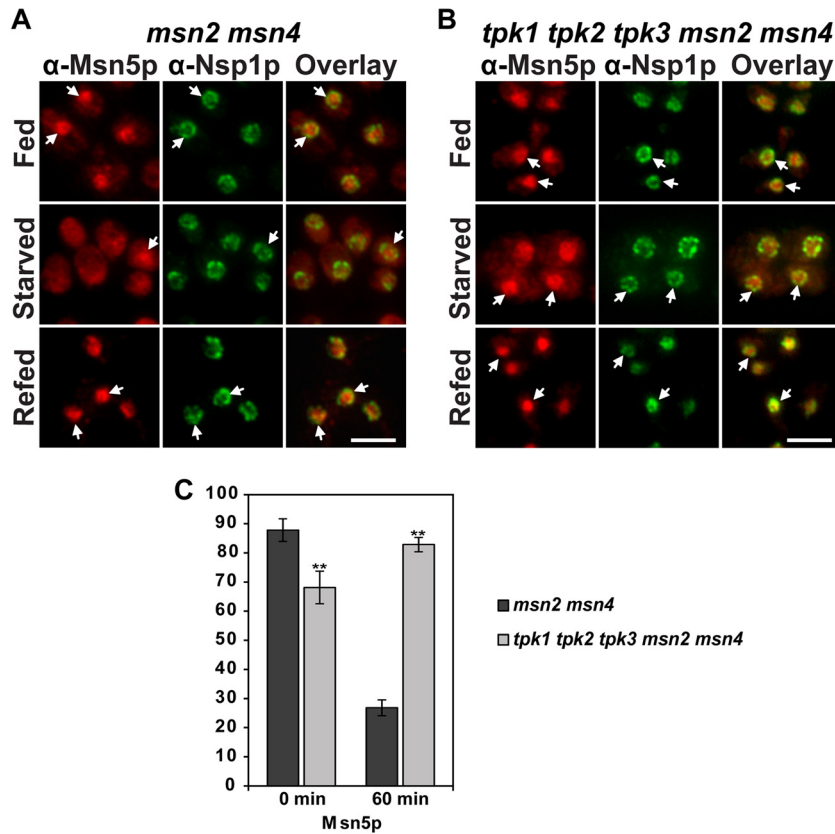 A
msn2 msn4
α-Msn5p α-Nsp1p Overlay
Fed
Starved
Refed
B
tpk1 tpk2 tpk3 msn2 msn4
α-Msn5p α-Nsp1p Overlay
Fed
Starved
Refed
C
100
90
80
70
60
50
40
30
20
10
0
**
**
0 min 60 min
Msn5p
msn2 msn4
tpk1 tpk2 tpk3 msn2 msn4